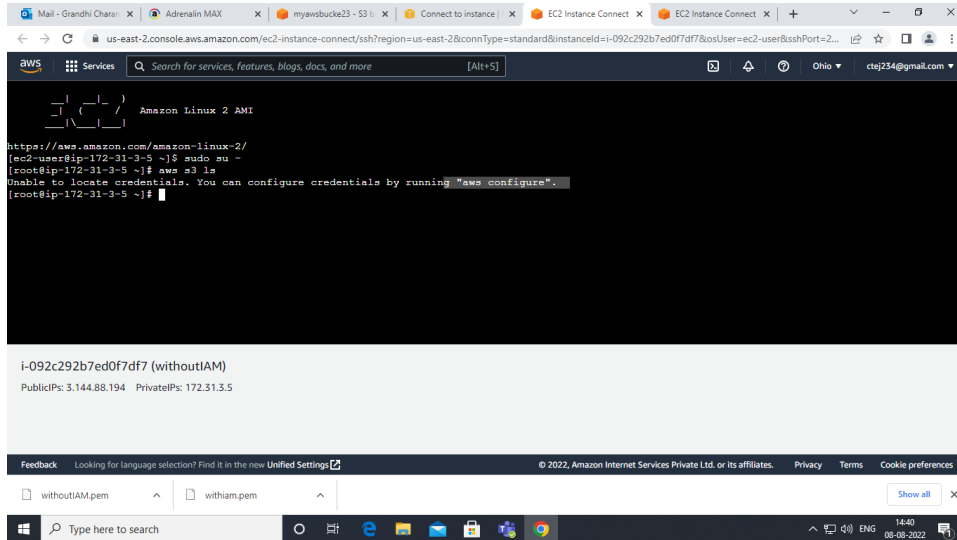 Mail - Grandhi Charan
Adrenalin MAX
myawsbucke23 - S3 b
Connect to instance |
EC2 Instance Connect
EC2 Instance Connect
us-east-2.console.aws.amazon.com/ec2-instance-connect/ssh?region=us-east-2&connType=standard&instanceId=i-092c292b7ed0f7df7&osUser=ec2-user&sshPort=2...
aws
Services
Search for services, features, blogs, docs, and more
[Alt+S]
Ohio
ctej234@gmail.com
Amazon Linux 2 AMI
https://aws.amazon.com/amazon-linux-2/
[ec2-user@ip-172-31-3-5 ~]$ sudo su -
[root@ip-172-31-3-5 ~]# aws s3 ls
Unable to locate credentials. You can configure credentials by running "aws configure".
[root@ip-172-31-3-5 ~]#
i-092c292b7ed0f7df7 (withoutIAM)
PublicIPs: 3.144.88.194 PrivateIPs: 172.31.3.5
Feedback
Looking for language selection? Find it in the new Unified Settings
© 2022, Amazon Internet Services Private Ltd. or its affiliates.
Privacy
Terms
Cookie preferences
withoutIAM.pem
withiam.pem
Show all
Type here to search
ENG
14:40
08-08-2022